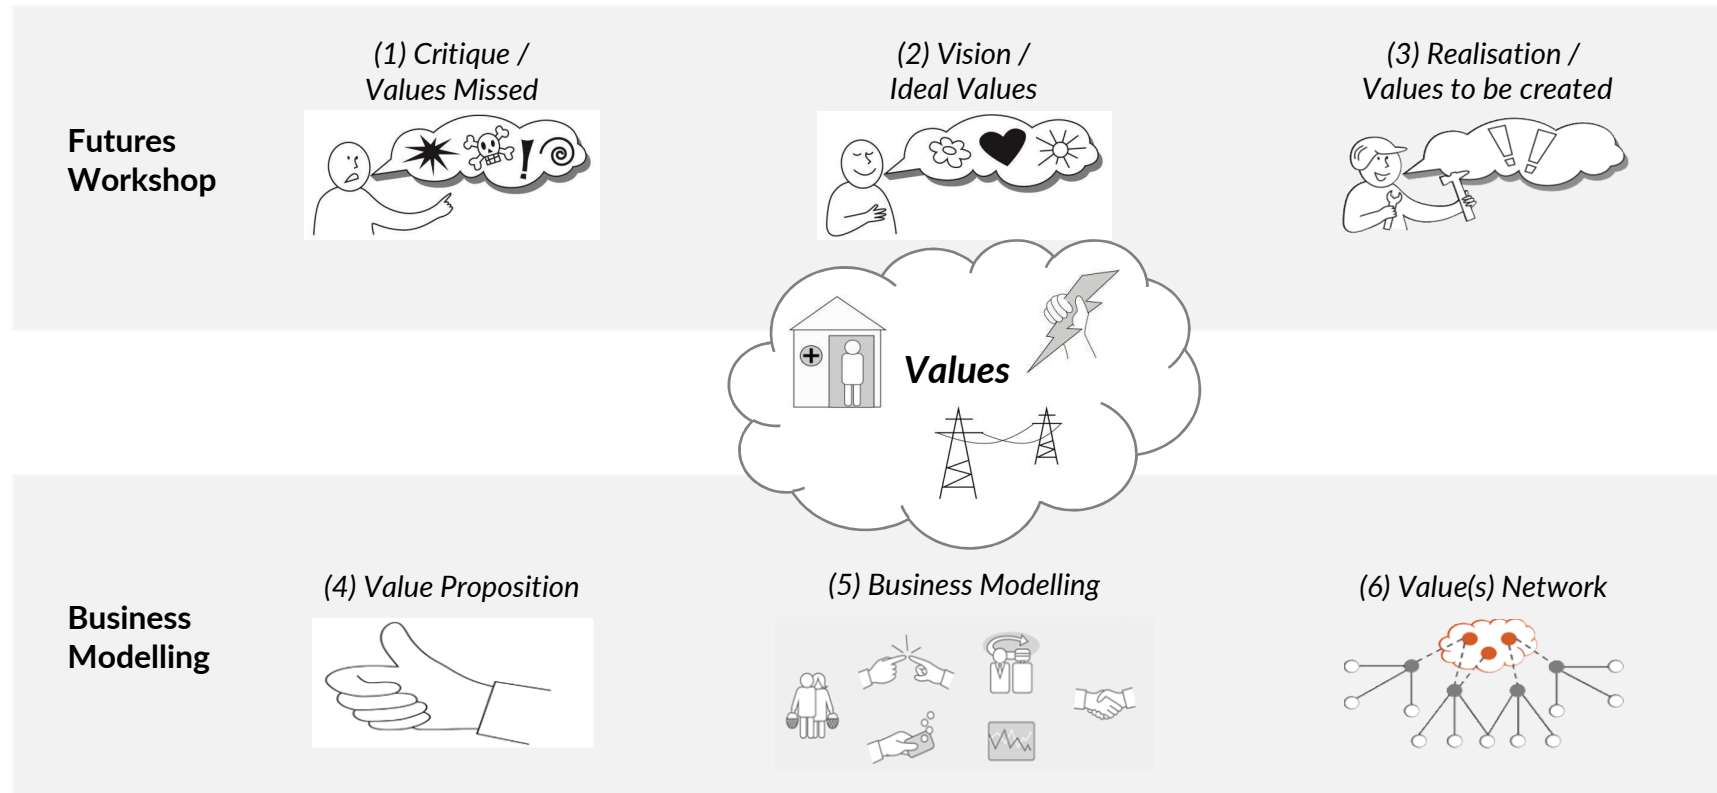 (1) Critique /
Values Missed
(2) Vision /
Ideal Values
(3) Realisation /
Values to be created
Futures
Workshop
Values
(4) Value Proposition
(5) Business Modelling
(6) Value(s) Network
Business
Modelling